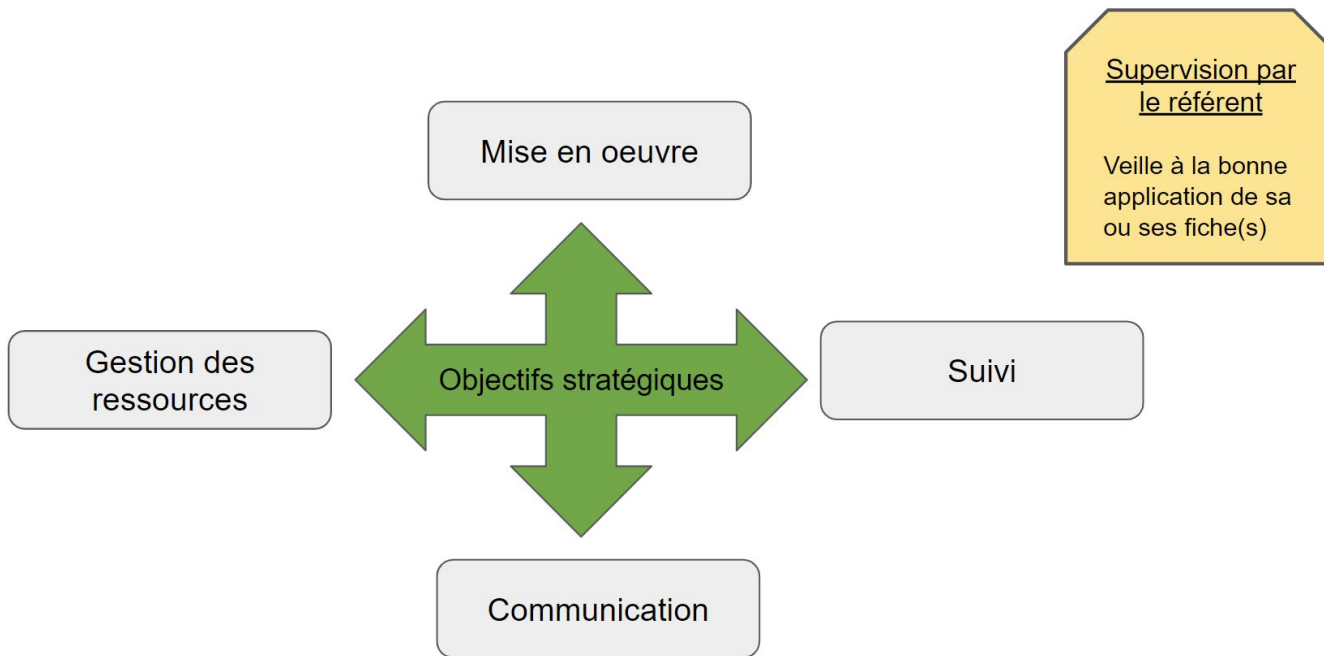 Supervision par
le référent
Veille à la bonne
application de sa
ou ses fiche(s)
Mise en oeuvre
Gestion des
ressources
Objectifs stratégiques
Suivi
Communication